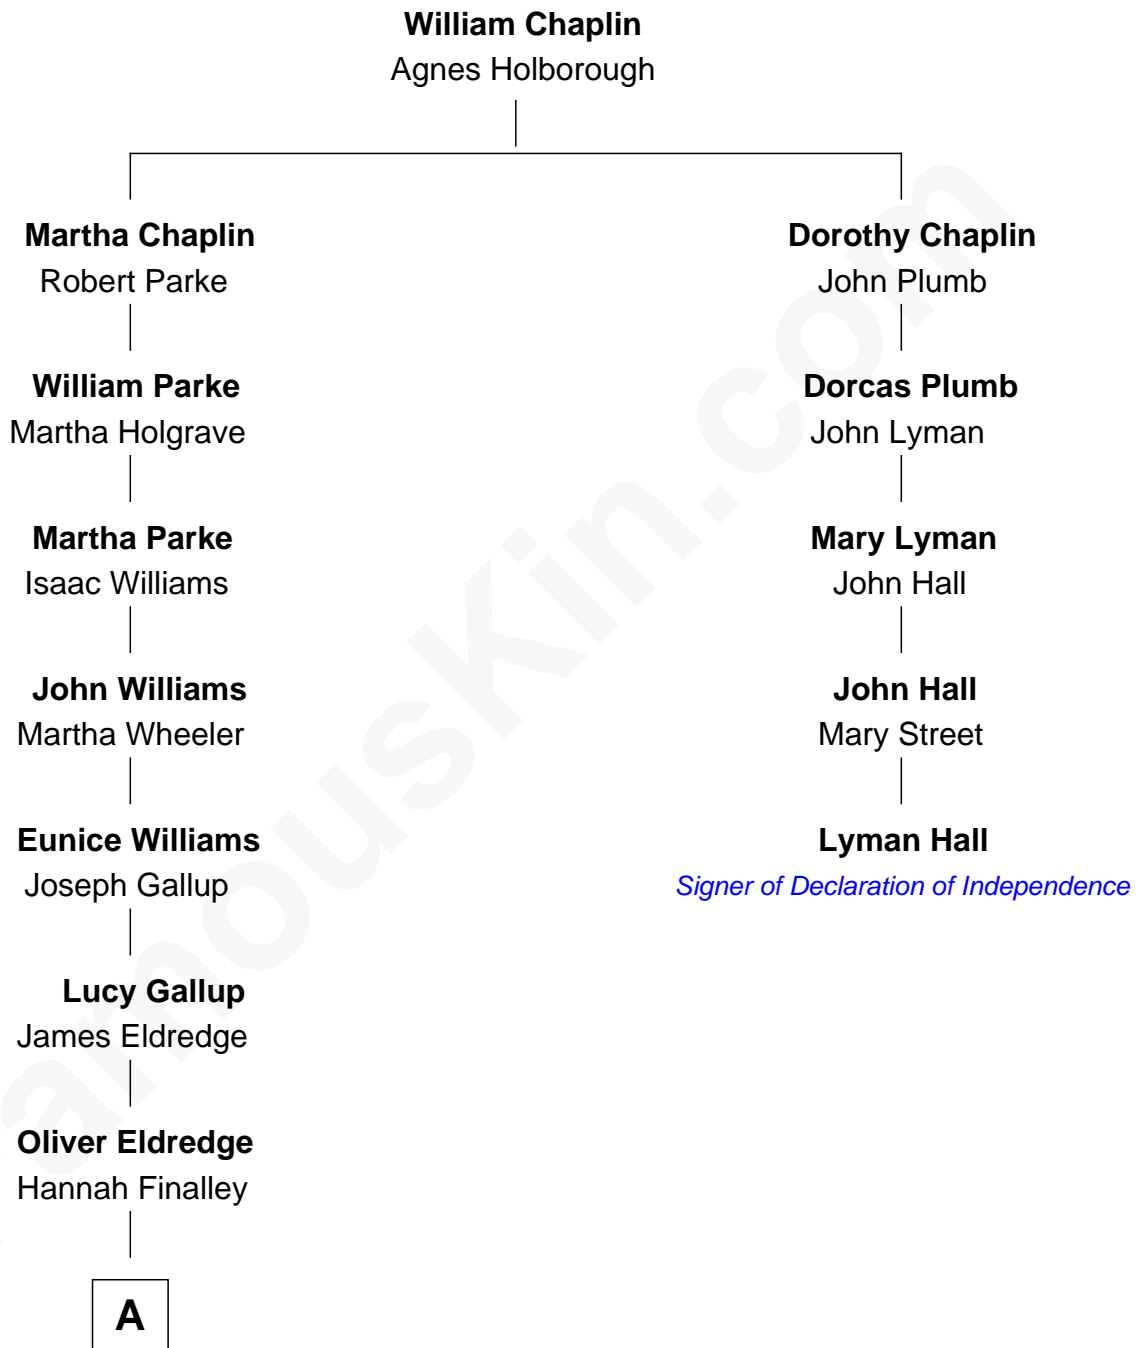 William Chaplin
Agnes Holborough
Martha Chaplin
Robert Parke
Dorothy Chaplin
John Plumb
William Parke
Martha Holgrave
Dorcas Plumb
John Lyman
Martha Parke
Isaac Williams
Mary Lyman
John Hall
John Williams
Martha Wheeler
John Hall
Mary Street
Eunice Williams
Joseph Gallup
Lyman Hall
Signer of Declaration of Independence
Lucy Gallup
James Eldredge
Oliver Eldredge
Hannah Finalley
A
amousKin.com